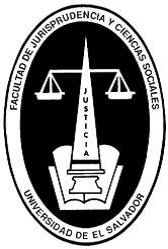 FACULTAD DE JURISPRUDENCIA Y CIENCIAS SOCIALES
JUSTICIA
UNIVERSIDAD DE EL SALVADOR